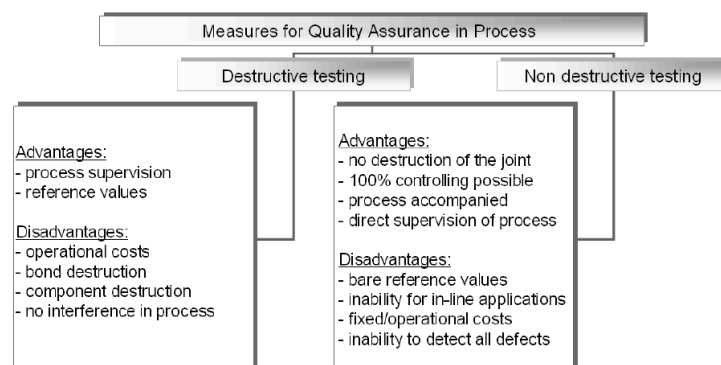 Measures for Quality Assurance in Process
Destructive testing
Non destructive testing
Advantages:
- process supervision
- reference values
Disadvantages:
- operational costs
- bond destruction
- component destruction
- no interference in process
Advantages:
- no destruction of the joint
- 100% controlling possible
- process accompanied
- direct supervision of process
Disadvantages:
- bare reference values
- inability for in-line applications
- fixed/operational costs
- inability to detect all defects